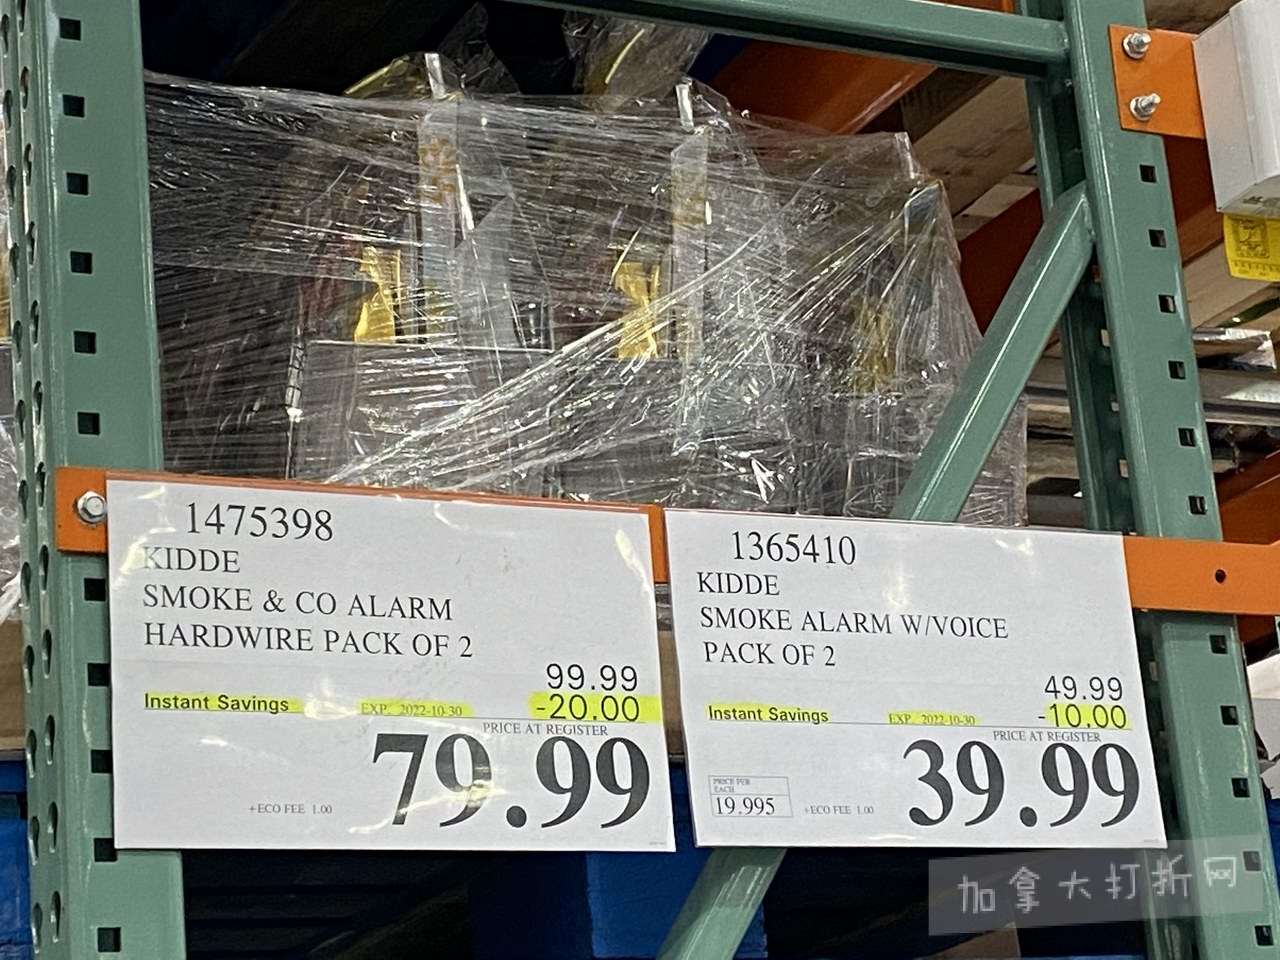 1475398
KIDDE
SMOKE & CO ALARM
HARDWIRE PACK OF 2
99.99
Instant Savings EXP. 2022-10-30 -20.00
PRICE AT REGISTER
79.99
+ECO FEE 1.00
1365410
KIDDE
SMOKE ALARM W/VOICE
PACK OF 2
49.99
Instant Savings EXP. 2022-10-30 -10.00
PRICE AT REGISTER
39.99
PRICE PER
EACH
19.995
+ECO FEE 1.00
加拿大打折网